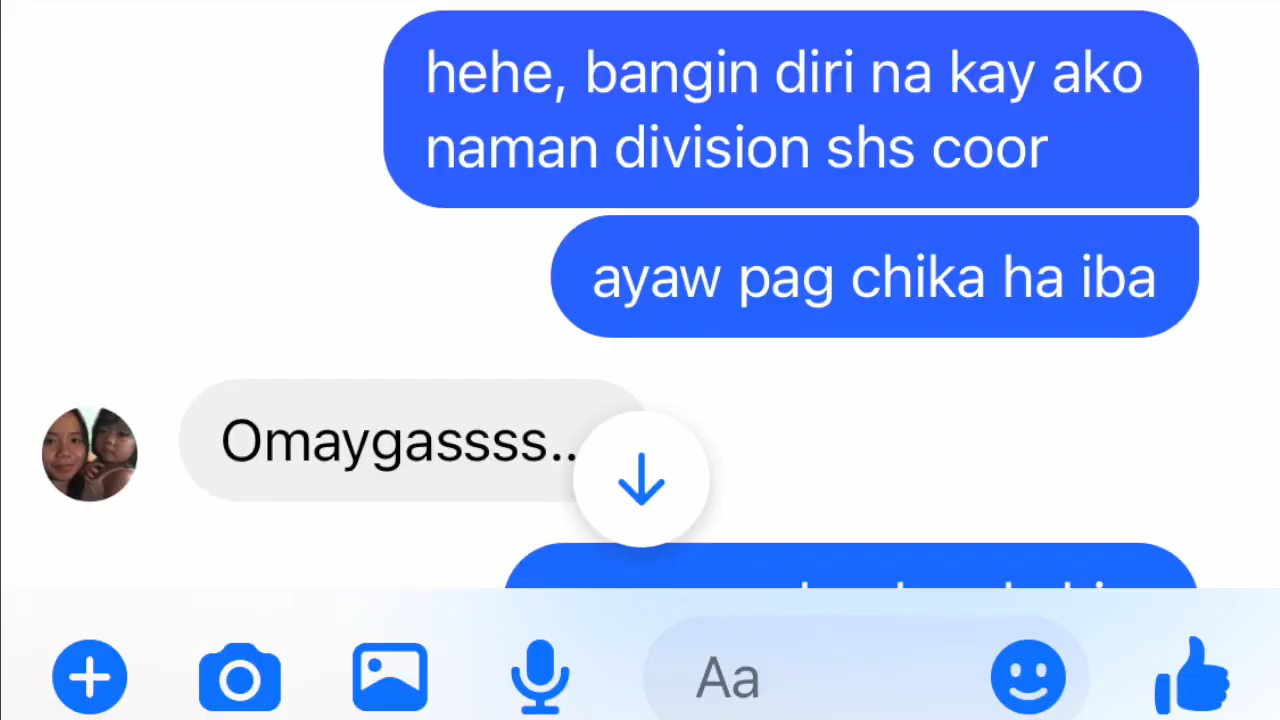 hehe, bangin diri na kay ako
naman division shs coor
ayaw pag chika ha iba
Omaygassss..
Aa